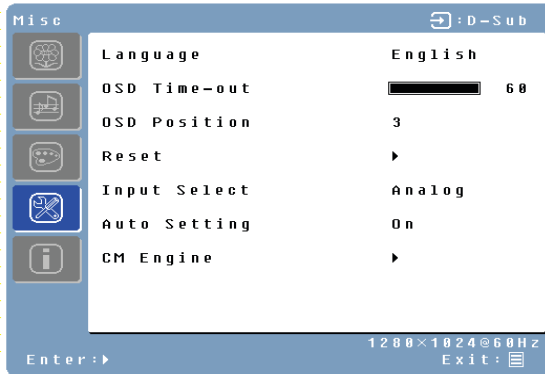 Misc :D-Sub
Language English
OSD Time-out 60
OSD Position 3
Reset
Input Select Analog
Auto Setting On
CM Engine
1280×1024@60Hz
Enter: Exit: